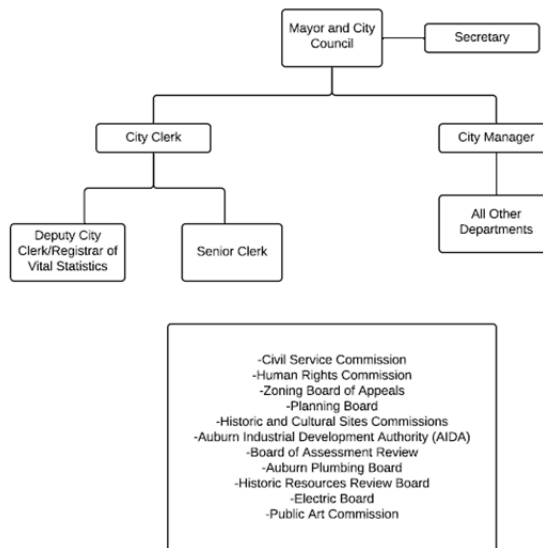 Mayor and City
Council
Secretary
City Clerk
City Manager
Deputy City
Clerk/Registrar of
Vital Statistics
Senior Clerk
All Other
Departments
-Civil Service Commission
-Human Rights Commission
-Zoning Board of Appeals
-Planning Board
-Historic and Cultural Sites Commissions
-Auburn Industrial Development Authority (AIDA)
-Board of Assessment Review
-Auburn Plumbing Board
-Historic Resources Review Board
-Electric Board
-Public Art Commission